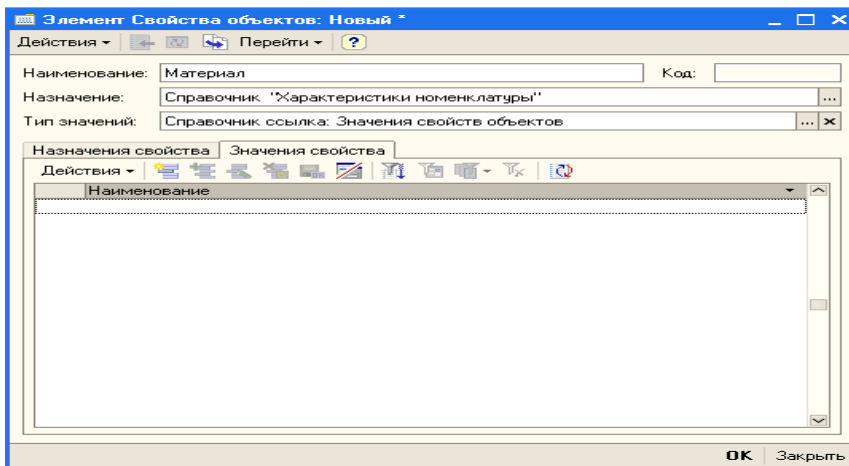 Элемент Свойства объектов: Новый *
Действия Перейти ?
Наименование: Материал Код:
Назначение: Справочник "Характеристики номенклатуры" ...
Тип значений: Справочник ссылка: Значения свойств объектов ... ×
Назначения свойства Значения свойства
Действия
Наименование
OK Закрыть